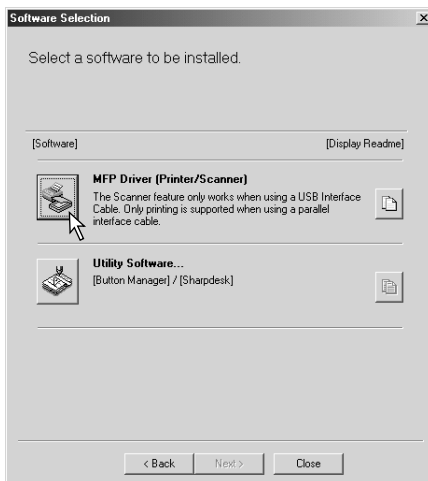 Software Selection
Select a software to be installed.
[Software] [Display Readme]
MFP Driver (Printer/Scanner)
The Scanner feature only works when using a USB Interface
Cable. Only printing is supported when using a parallel
interface cable.
Utility Software...
[Button Manager] / [Sharpdesk]
< Back Next > Close